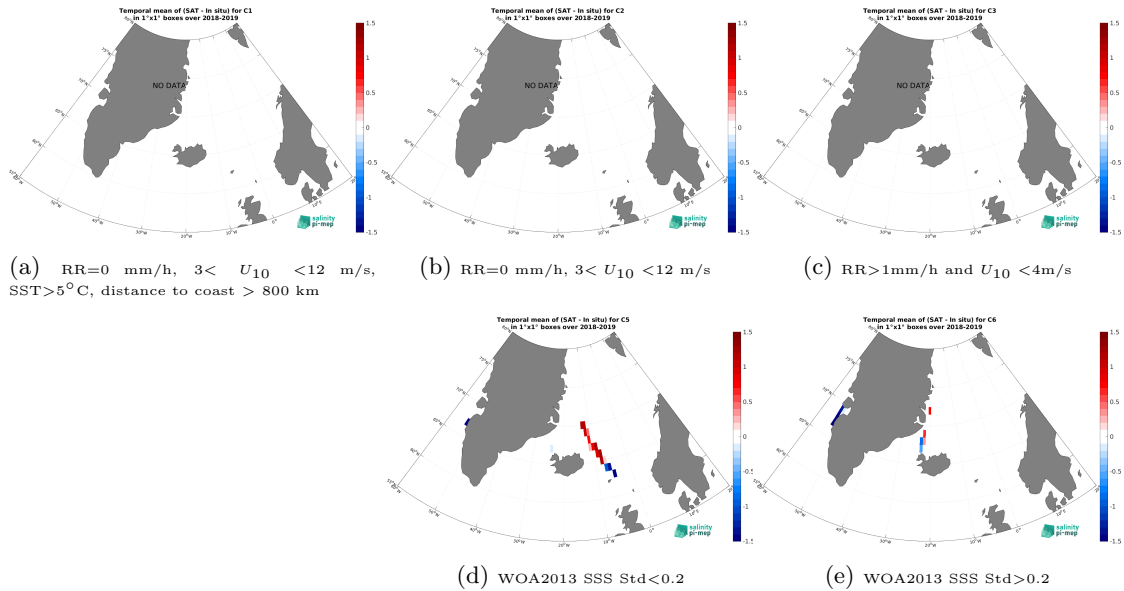 Temporal mean of (SAT - In situ) for C1
in 1°x1° boxes over 2018-2019
NO DATA
1.5
1
0.5
0
-0.5
-1
-1.5
salinity
pi-mep
(a) RR=0 mm/h, 3< U10 <12 m/s,
SST>5°C, distance to coast > 800 km
Temporal mean of (SAT - In situ) for C2
in 1°x1° boxes over 2018-2019
NO DATA
1.5
1
0.5
0
-0.5
-1
-1.5
salinity
pi-mep
(b) RR=0 mm/h, 3< U10 <12 m/s
Temporal mean of (SAT - In situ) for C3
in 1°x1° boxes over 2018-2019
NO DATA
1.5
1
0.5
0
-0.5
-1
-1.5
salinity
pi-mep
(c) RR>1mm/h and U10 <4m/s
Temporal mean of (SAT - In situ) for C5
in 1°x1° boxes over 2018-2019
1.5
1
0.5
0
-0.5
-1
-1.5
salinity
pi-mep
(d) WOA2013 SSS Std<0.2
Temporal mean of (SAT - In situ) for C6
in 1°x1° boxes over 2018-2019
1.5
1
0.5
0
-0.5
-1
-1.5
salinity
pi-mep
(e) WOA2013 SSS Std>0.2